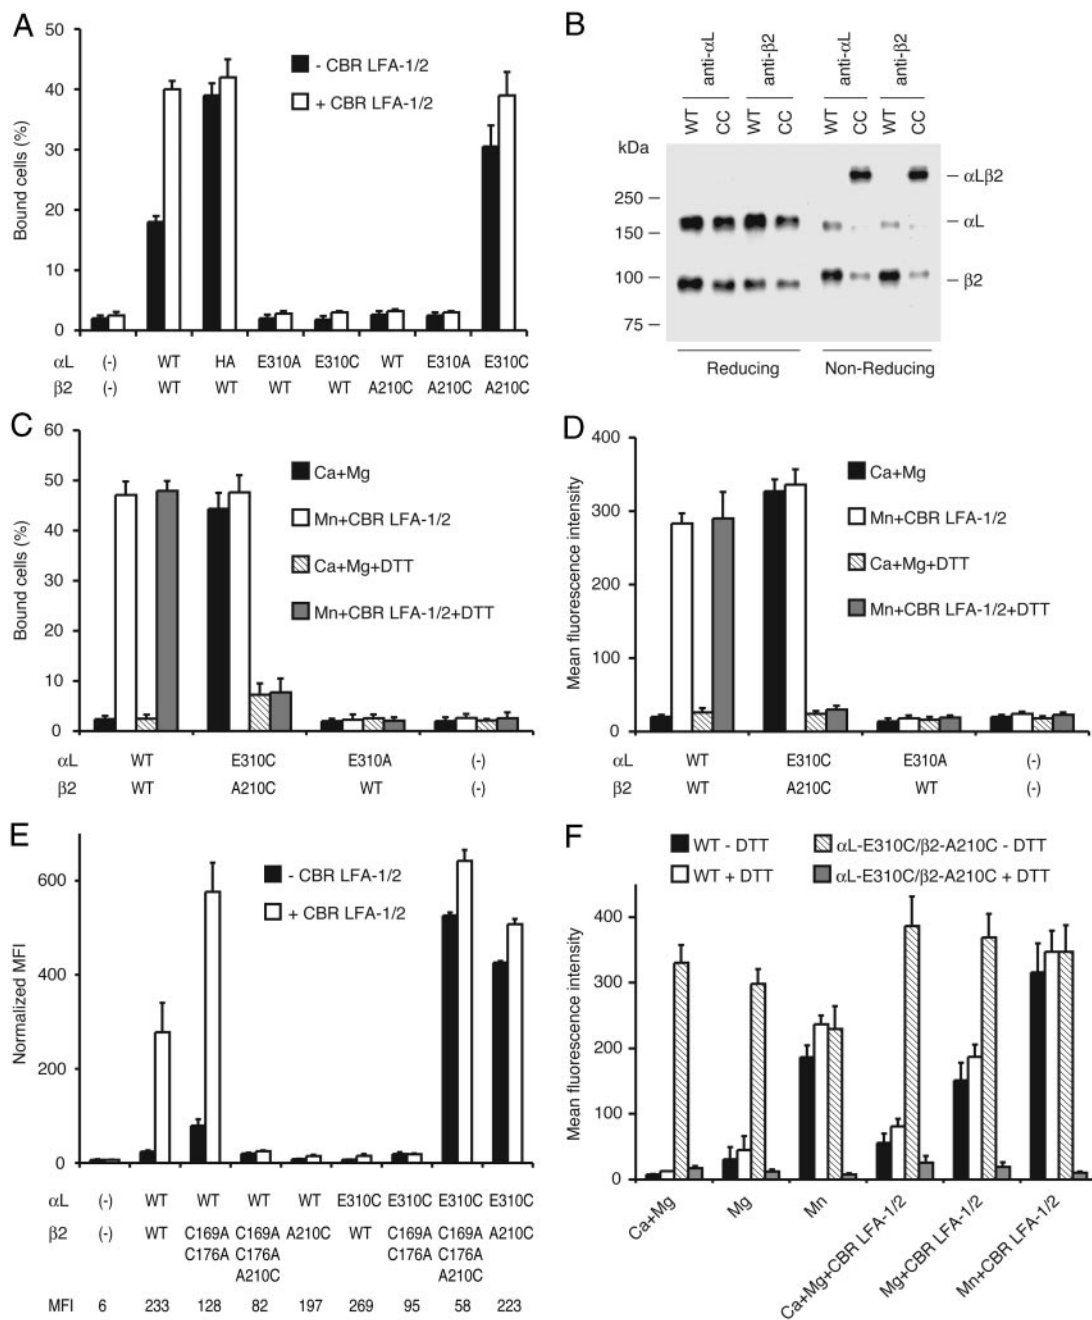 A
50
40
30
20
10
0
Bound cells (%)
- CBR LFA-1/2
+ CBR LFA-1/2
αL (-) WT HA E310A E310C WT E310A E310C
β2 (-) WT WT WT WT A210C A210C A210C
B
anti-αL anti-β2 anti-αL anti-β2
WT CC WT CC WT CC WT CC
kDa
250
150
100
75
αLβ2
αL
β2
Reducing Non-Reducing
C
60
50
40
30
20
10
0
Bound cells (%)
Ca+Mg
Mn+CBR LFA-1/2
Ca+Mg+DTT
Mn+CBR LFA-1/2+DTT
αL WT E310C E310A (-)
β2 WT A210C WT (-)
D
400
300
200
100
0
Mean fluorescence intensity
Ca+Mg
Mn+CBR LFA-1/2
Ca+Mg+DTT
Mn+CBR LFA-1/2+DTT
αL WT E310C E310A (-)
β2 WT A210C WT (-)
E
600
400
200
0
Normalized MFI
- CBR LFA-1/2
+ CBR LFA-1/2
αL (-) WT WT WT WT E310C E310C E310C E310C
β2 (-) WT C169A C169A A210C WT C169A C169A A210C
C176A C176A C176A C176A
A210C A210C
MFI 6 233 128 82 197 269 95 58 223
F
WT - DTT
WT + DTT
αL-E310C/β2-A210C - DTT
αL-E310C/β2-A210C + DTT
400
300
200
100
0
Mean fluorescence intensity
Ca+Mg
Mg
Mn
Ca+Mg+CBR LFA-1/2
Mg+CBR LFA-1/2
Mn+CBR LFA-1/2